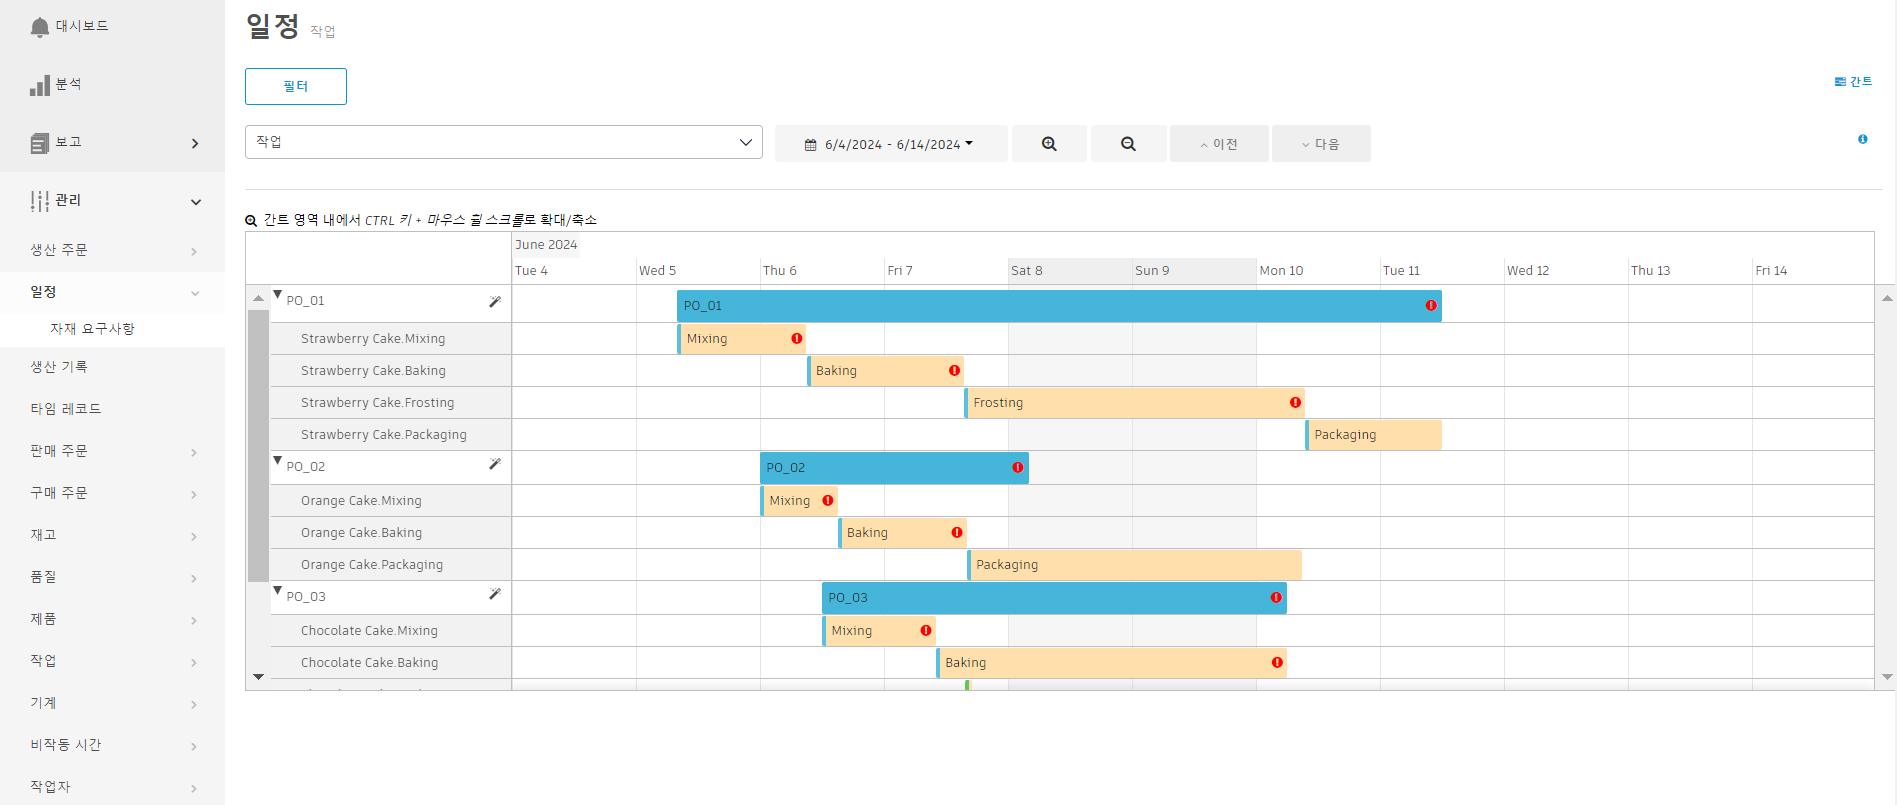 대시보드
분석
보고
관리
생산 주문
일정
자재 요구사항
생산 기록
타임 레코드
판매 주문
구매 주문
재고
품질
제품
작업
기계
비작동 시간
작업자
일정 작업
필터
간트
작업
6/4/2024 - 6/14/2024
이전
다음
간트 영역 내에서 CTRL 키 + 마우스 휠 스크롤로 확대/축소
June 2024
Tue 4 Wed 5 Thu 6 Fri 7 Sat 8 Sun 9 Mon 10 Tue 11 Wed 12 Thu 13 Fri 14
PO_01 PO_01
Strawberry Cake.Mixing Mixing
Strawberry Cake.Baking Baking
Strawberry Cake.Frosting Frosting
Strawberry Cake.Packaging Packaging
PO_02 PO_02
Orange Cake.Mixing Mixing
Orange Cake.Baking Baking
Orange Cake.Packaging Packaging
PO_03 PO_03
Chocolate Cake.Mixing Mixing
Chocolate Cake.Baking Baking